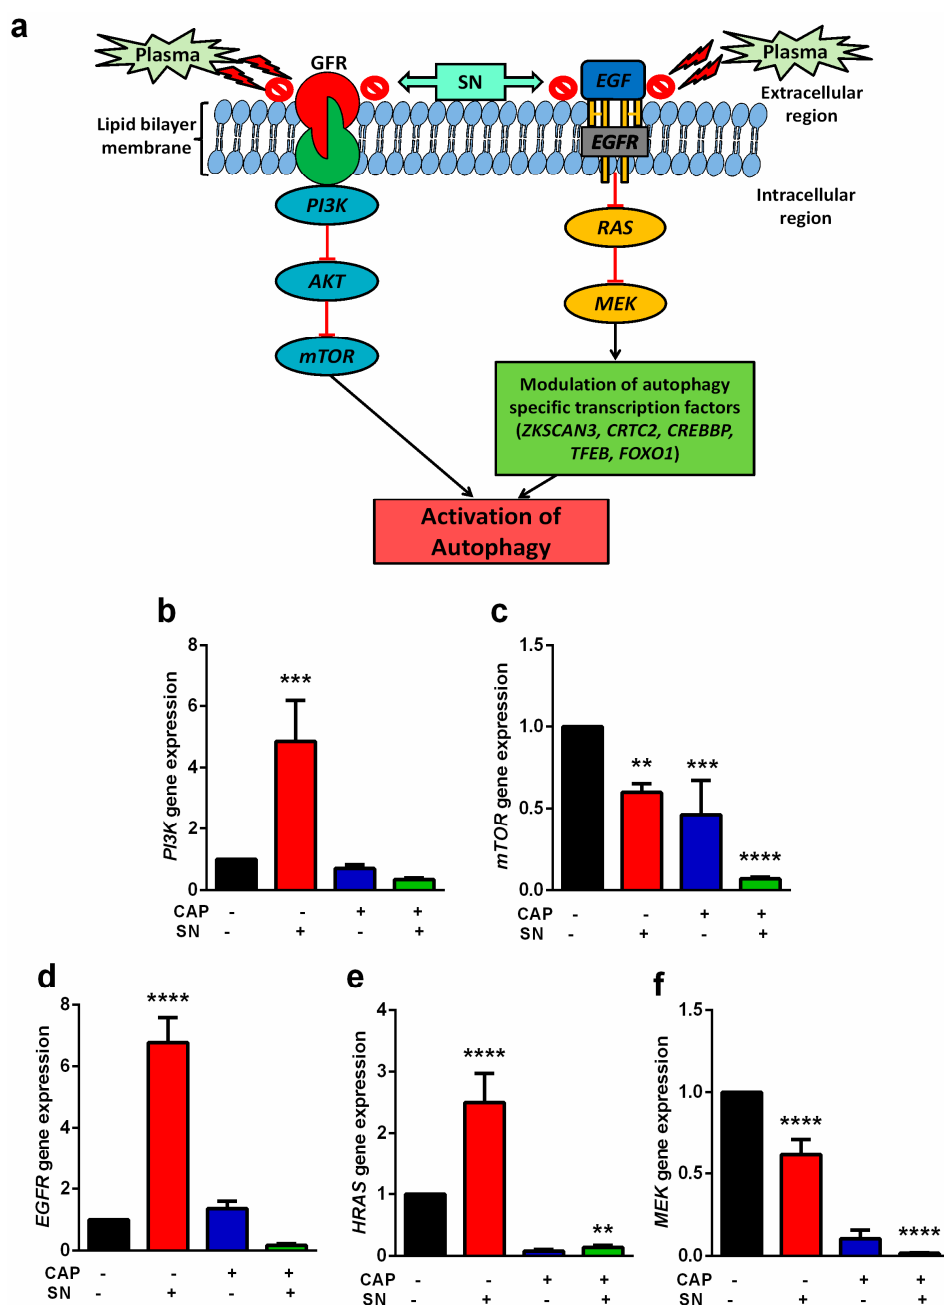 a
Plasma
GFR
SN
EGF
Plasma
Extracellular
region
Lipid bilayer
membrane
EGFR
PI3K
Intracellular
region
RAS
AKT
MEK
mTOR
Modulation of autophagy
specific transcription factors
(ZKSCAN3, CRTC2, CREBBP,
TFEB, FOXO1)
Activation of
Autophagy
b
PI3K gene expression
8
6
4
2
0
***
CAP - - + +
SN - + - +
c
mTOR gene expression
1.5
1.0
0.5
0.0
**
***
****
- - + +
- + - +
d
EGFR gene expression
8
6
4
2
0
****
CAP - - + +
SN - + - +
e
HRAS gene expression
4
3
2
1
0
****
**
CAP - - + +
SN - + - +
f
MEK gene expression
1.5
1.0
0.5
0.0
****
****
CAP - - + +
SN - + - +